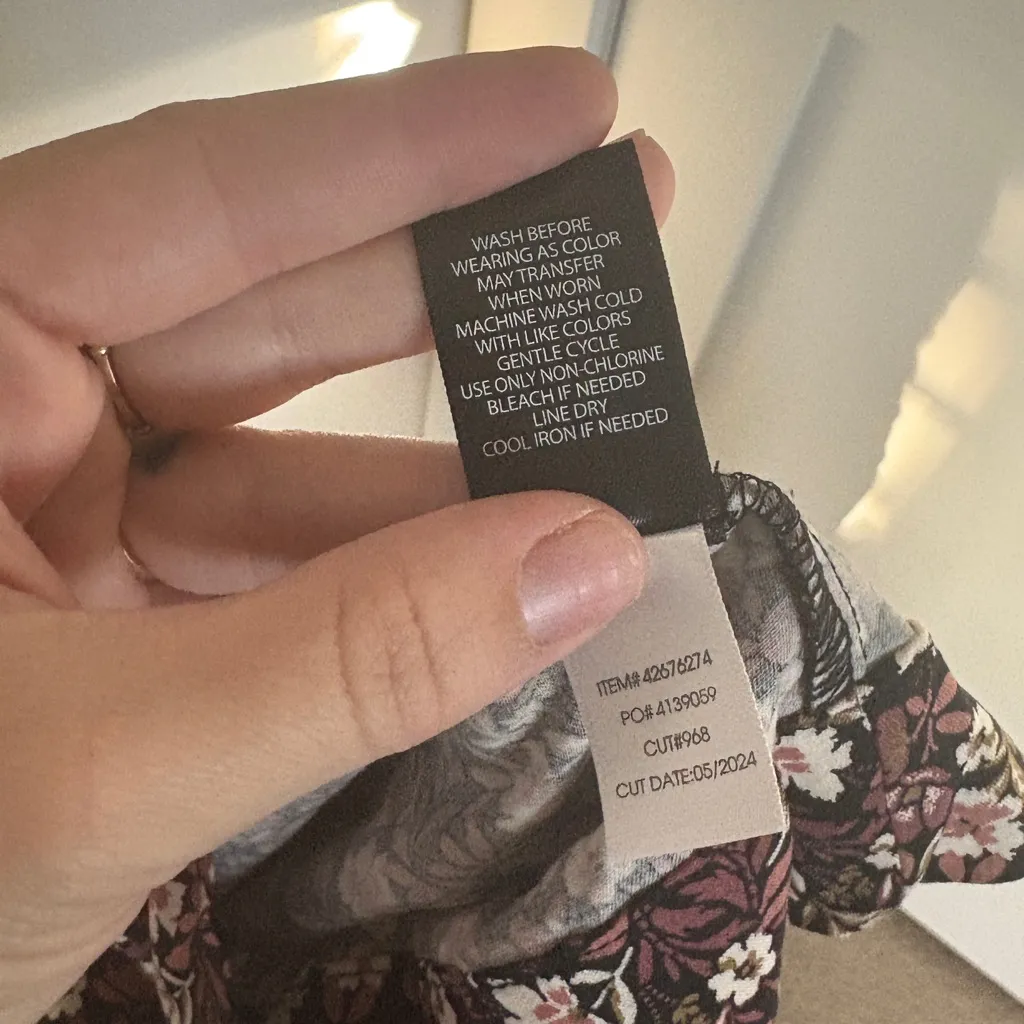 WASH BEFORE
WEARING AS COLOR
MAY TRANSFER
WHEN WORN
MACHINE WASH COLD
WITH LIKE COLORS
GENTLE CYCLE
USE ONLY NON-CHLORINE
BLEACH IF NEEDED
LINE DRY
COOL IRON IF NEEDED
ITEM# 42676274
PO# 4139059
CUT#968
CUT DATE:05/2024